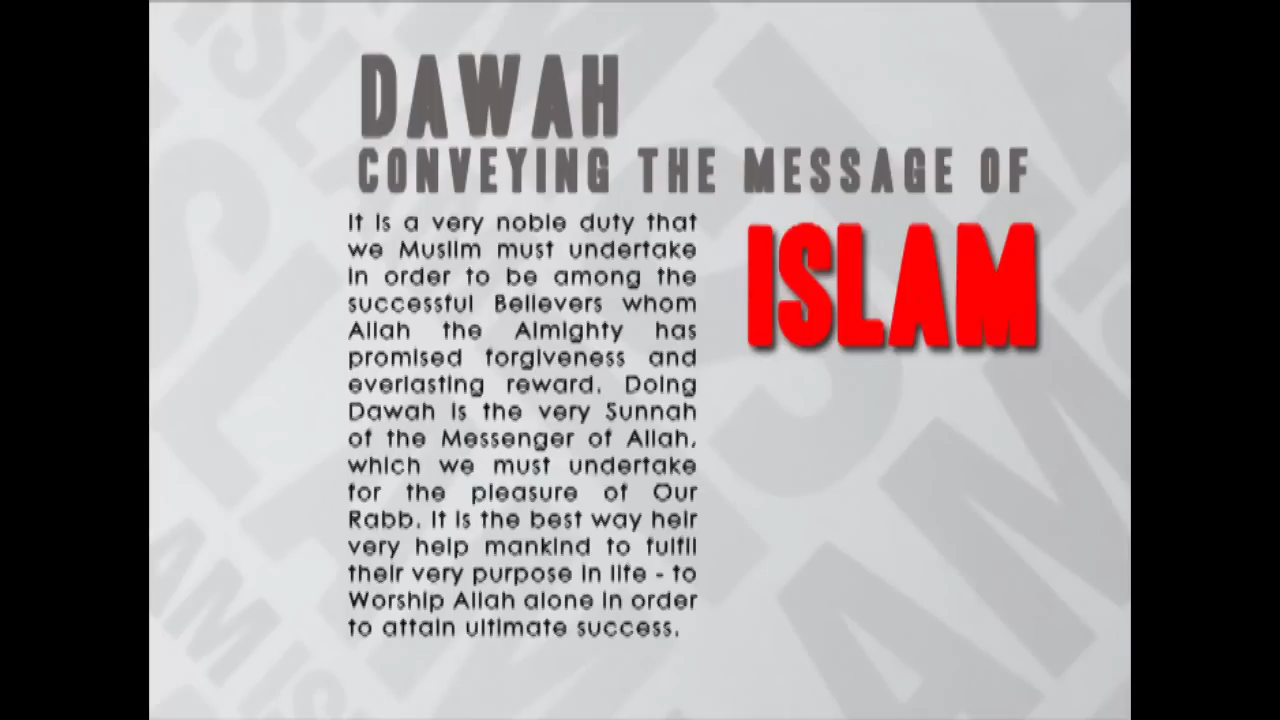 DAWAH
CONVEYING THE MESSAGE OF
ISLAM
It is a very noble duty that
we Muslim must undertake
in order to be among the
successful Believers whom
Allah the Almighty has
promised forgiveness and
everlasting reward. Doing
Dawah is the very Sunnah
of the Messenger of Allah,
which we must undertake
for the pleasure of Our
Rabb. It is the best way heir
very help mankind to fulfil
their very purpose in life - to
Worship Allah alone in order
to attain ultimate success.
AM IS